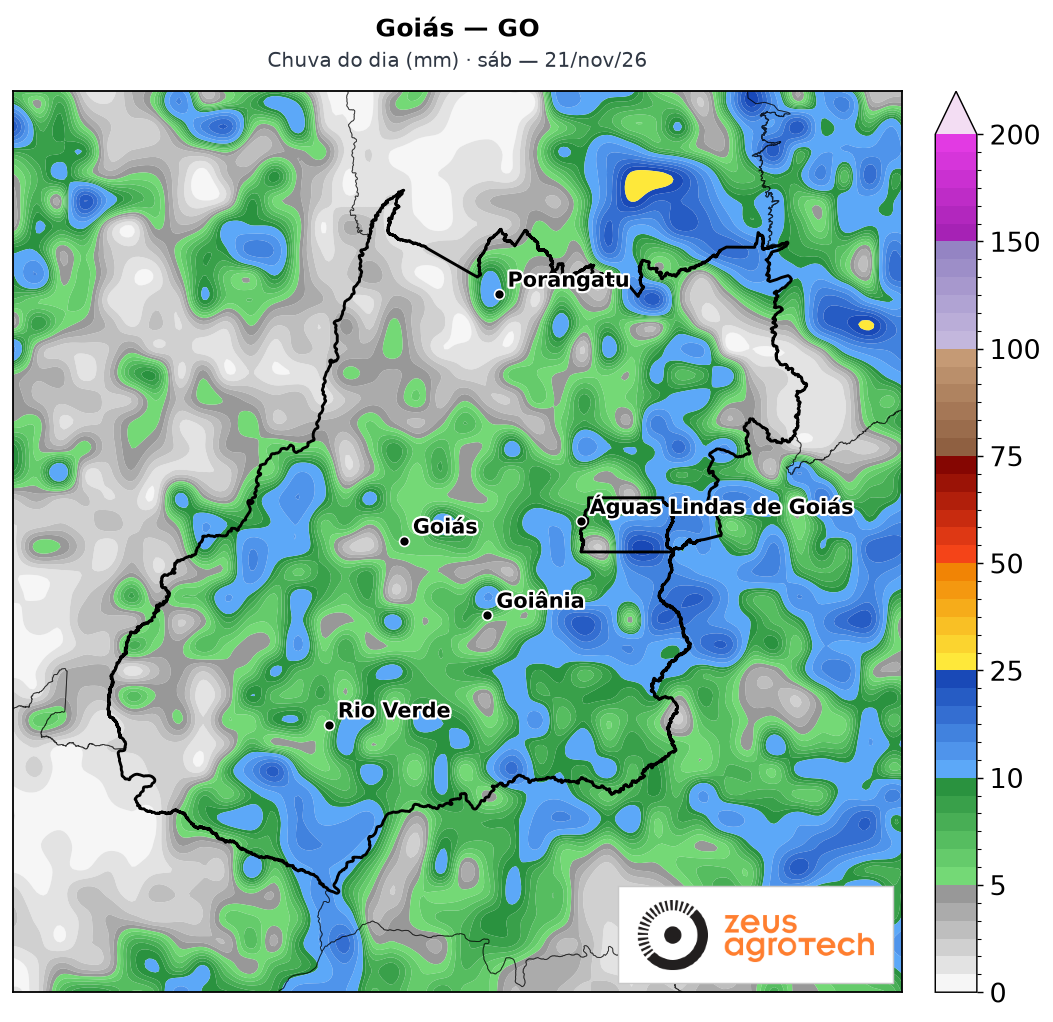 Goiás — GO
Chuva do dia (mm) · sáb — 21/nov/26
200
150
100
75
50
25
10
5
0
Porangatu
Águas Lindas de Goiás
Goiás
Goiânia
Rio Verde
zeus
agrotech